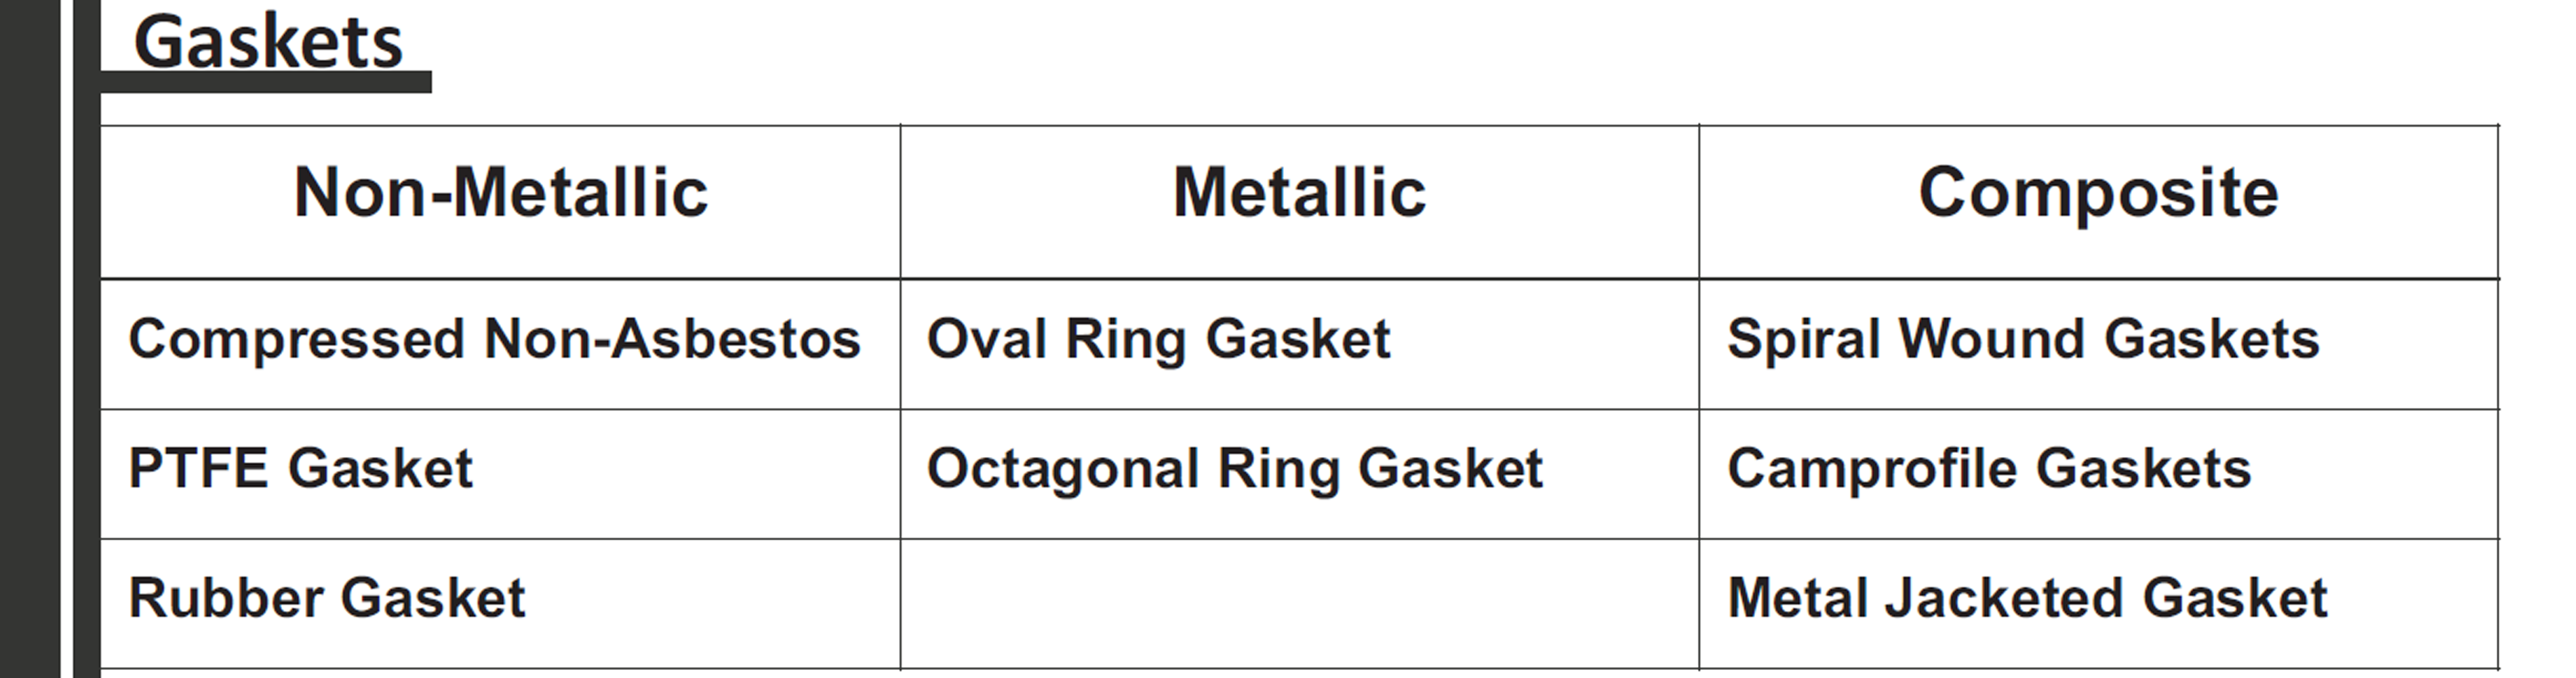 Gaskets
Non-Metallic Metallic Composite
Compressed Non-Asbestos Oval Ring Gasket Spiral Wound Gaskets
PTFE Gasket Octagonal Ring Gasket Camprofile Gaskets
Rubber Gasket Metal Jacketed Gasket